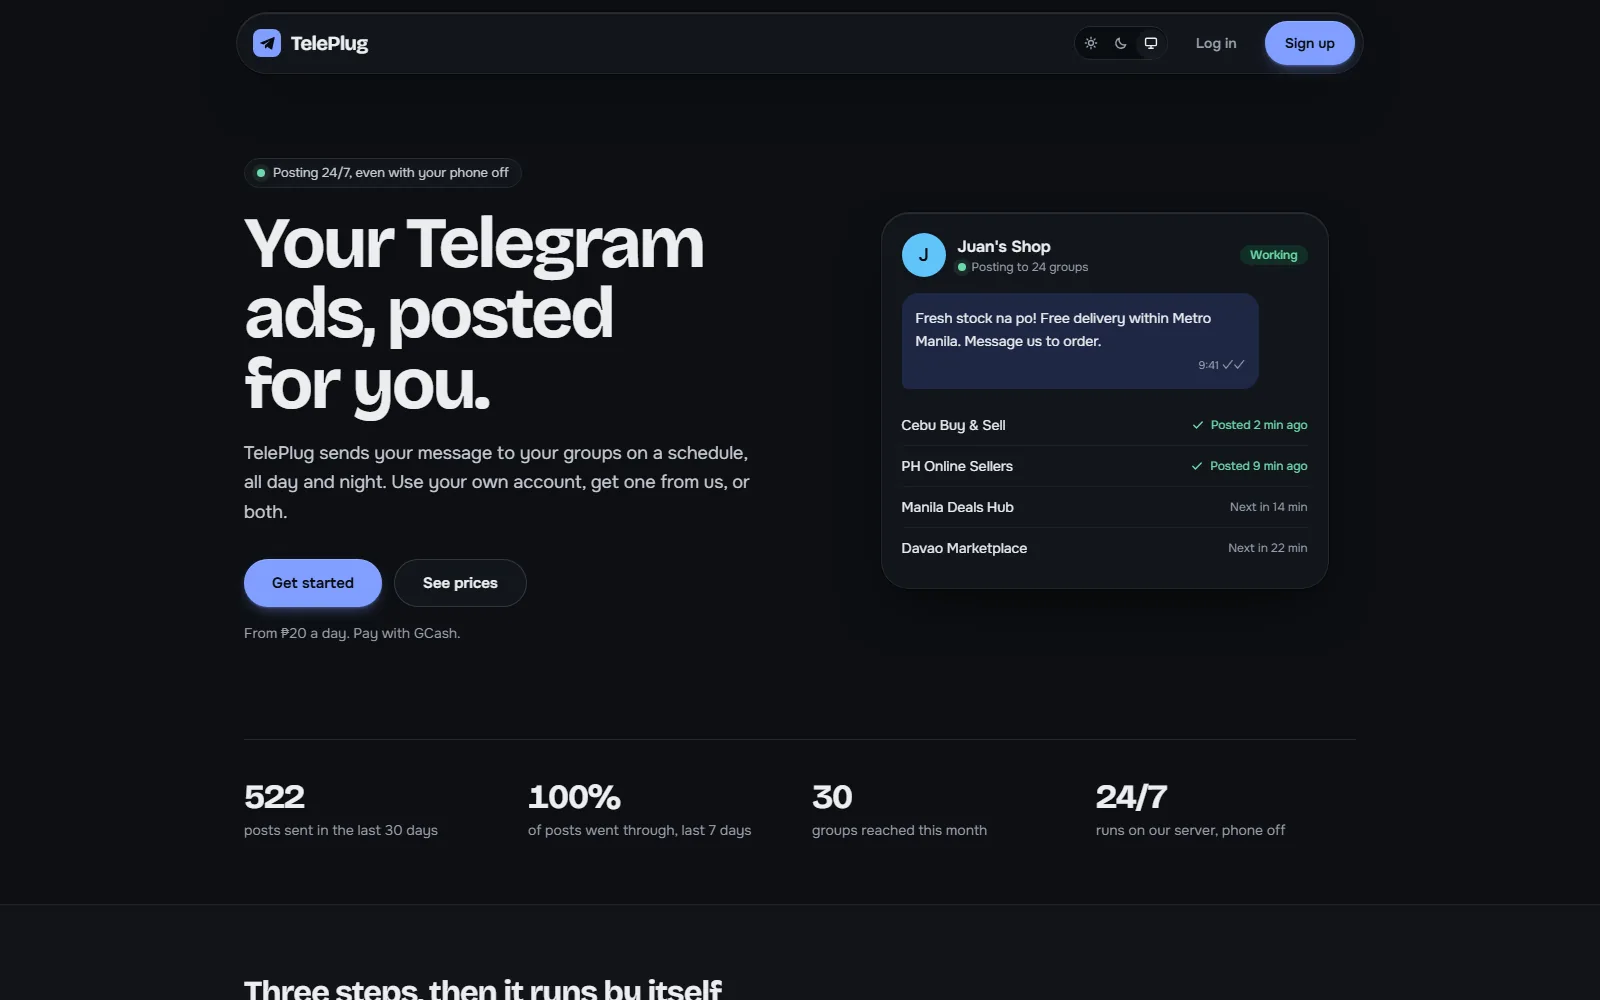 TelePlug
Log in
Sign up
Posting 24/7, even with your phone off
Your Telegram
ads, posted
for you.
TelePlug sends your message to your groups on a schedule,
all day and night. Use your own account, get one from us, or
both.
Get started
See prices
From ₱20 a day. Pay with GCash.
J
Juan's Shop
Posting to 24 groups
Working
Fresh stock na po! Free delivery within Metro
Manila. Message us to order.
9:41 ✓✓
Cebu Buy & Sell
✓ Posted 2 min ago
PH Online Sellers
✓ Posted 9 min ago
Manila Deals Hub
Next in 14 min
Davao Marketplace
Next in 22 min
522
posts sent in the last 30 days
100%
of posts went through, last 7 days
30
groups reached this month
24/7
runs on our server, phone off
Three steps, then it runs by itself